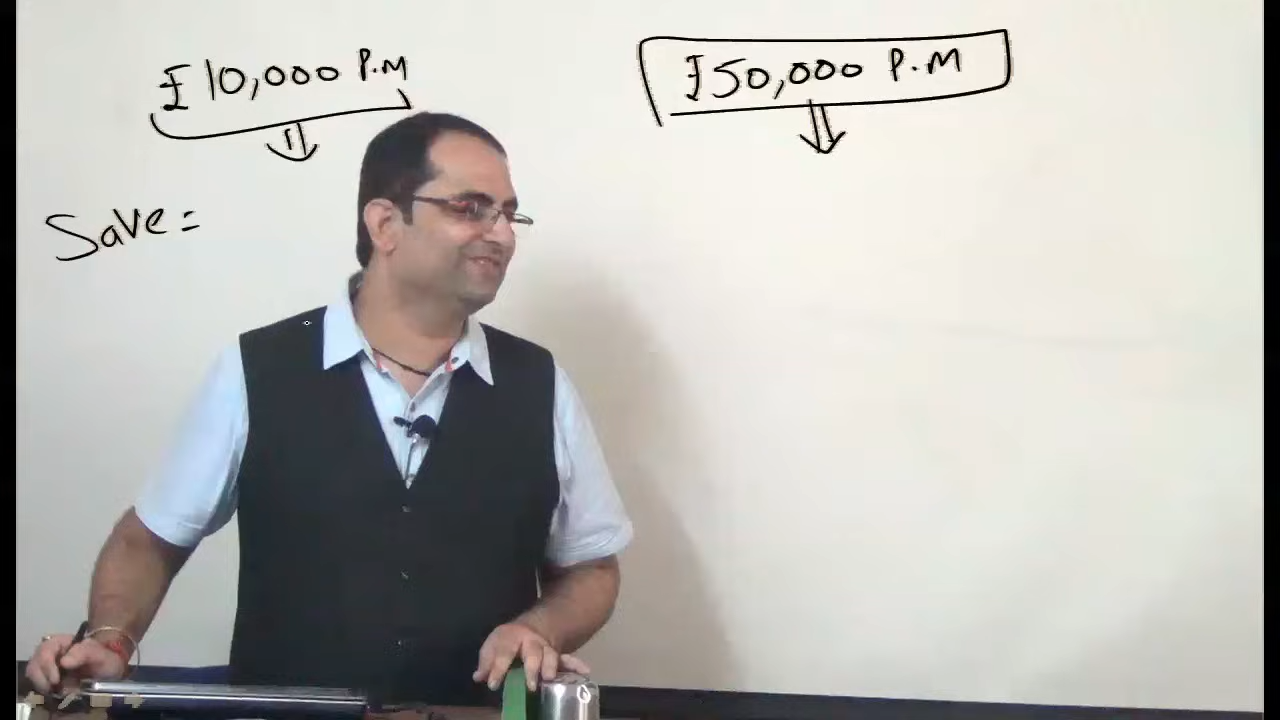 ₤10,000 P.M
₤50,000 P.M
Save =